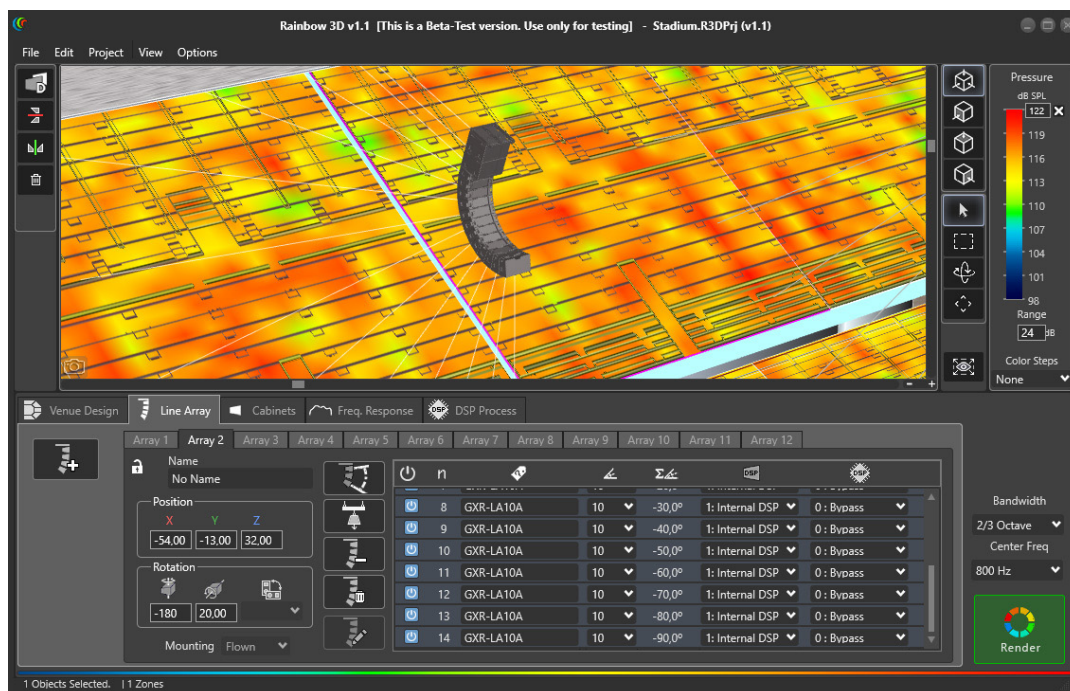 Rainbow 3D v1.1 [This is a Beta-Test version. Use only for testing] - Stadium.R3DPrj (v1.1)
File Edit Project View Options
D
Pressure
dB SPL
122
119
116
113
110
107
104
101
98
Range
24 dB
Color Steps
None
Venue Design Line Array Cabinets Freq. Response DSP DSP Process
Array 1 Array 2 Array 3 Array 4 Array 5 Array 6 Array 7 Array 8 Array 9 Array 10 Array 11 Array 12
Name
No Name
Position
X Y Z
-54,00 -13,00 32,00
Rotation
-180 20,00
Mounting Flown
n Σ DSP DSP
8 GXR-LA10A 10 -30,0º 1: Internal DSP 0 : Bypass
9 GXR-LA10A 10 -40,0º 1: Internal DSP 0 : Bypass
10 GXR-LA10A 10 -50,0º 1: Internal DSP 0 : Bypass
11 GXR-LA10A 10 -60,0º 1: Internal DSP 0 : Bypass
12 GXR-LA10A 10 -70,0º 1: Internal DSP 0 : Bypass
13 GXR-LA10A 10 -80,0º 1: Internal DSP 0 : Bypass
14 GXR-LA10A 10 -90,0º 1: Internal DSP 0 : Bypass
Bandwidth
2/3 Octave
Center Freq
800 Hz
Render
1 Objects Selected. | 1 Zones